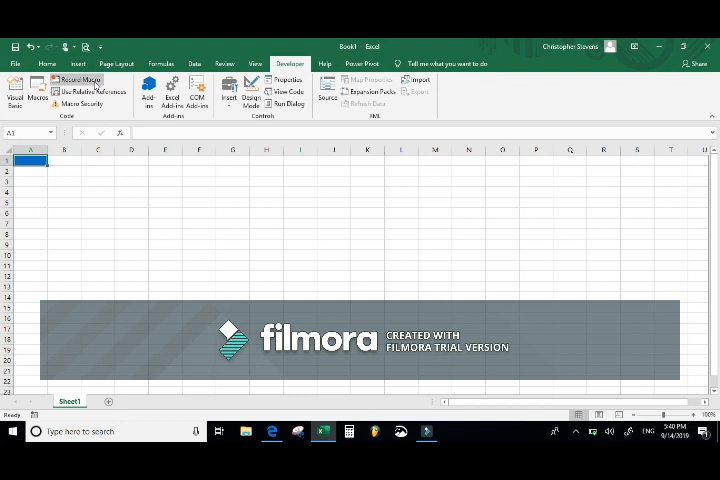 Book1 - Excel
Christopher Stevens
File Home Insert Page Layout Formulas Data Review View Developer Help Power Pivot Tell me what you want to do Share
Visual Basic
Macros
Record Macro
Use Relative References
Macro Security
Code
Add-ins
Excel Add-ins
COM Add-ins
Add-ins
Insert
Design Mode
Properties
View Code
Run Dialog
Controls
Source
Map Properties
Expansion Packs
Refresh Data
Import
Export
XML
A1
fx
A B C D E F G H I J K L M N O P Q R S T U
1
2
3
4
5
6
7
8
9
10
11
12
13
14
15
16
17
18
19
20
21
22
23
filmora
CREATED WITH
FILMORA TRIAL VERSION
Sheet1
Ready
100%
Type here to search
ENG
5:40 PM
9/14/2019